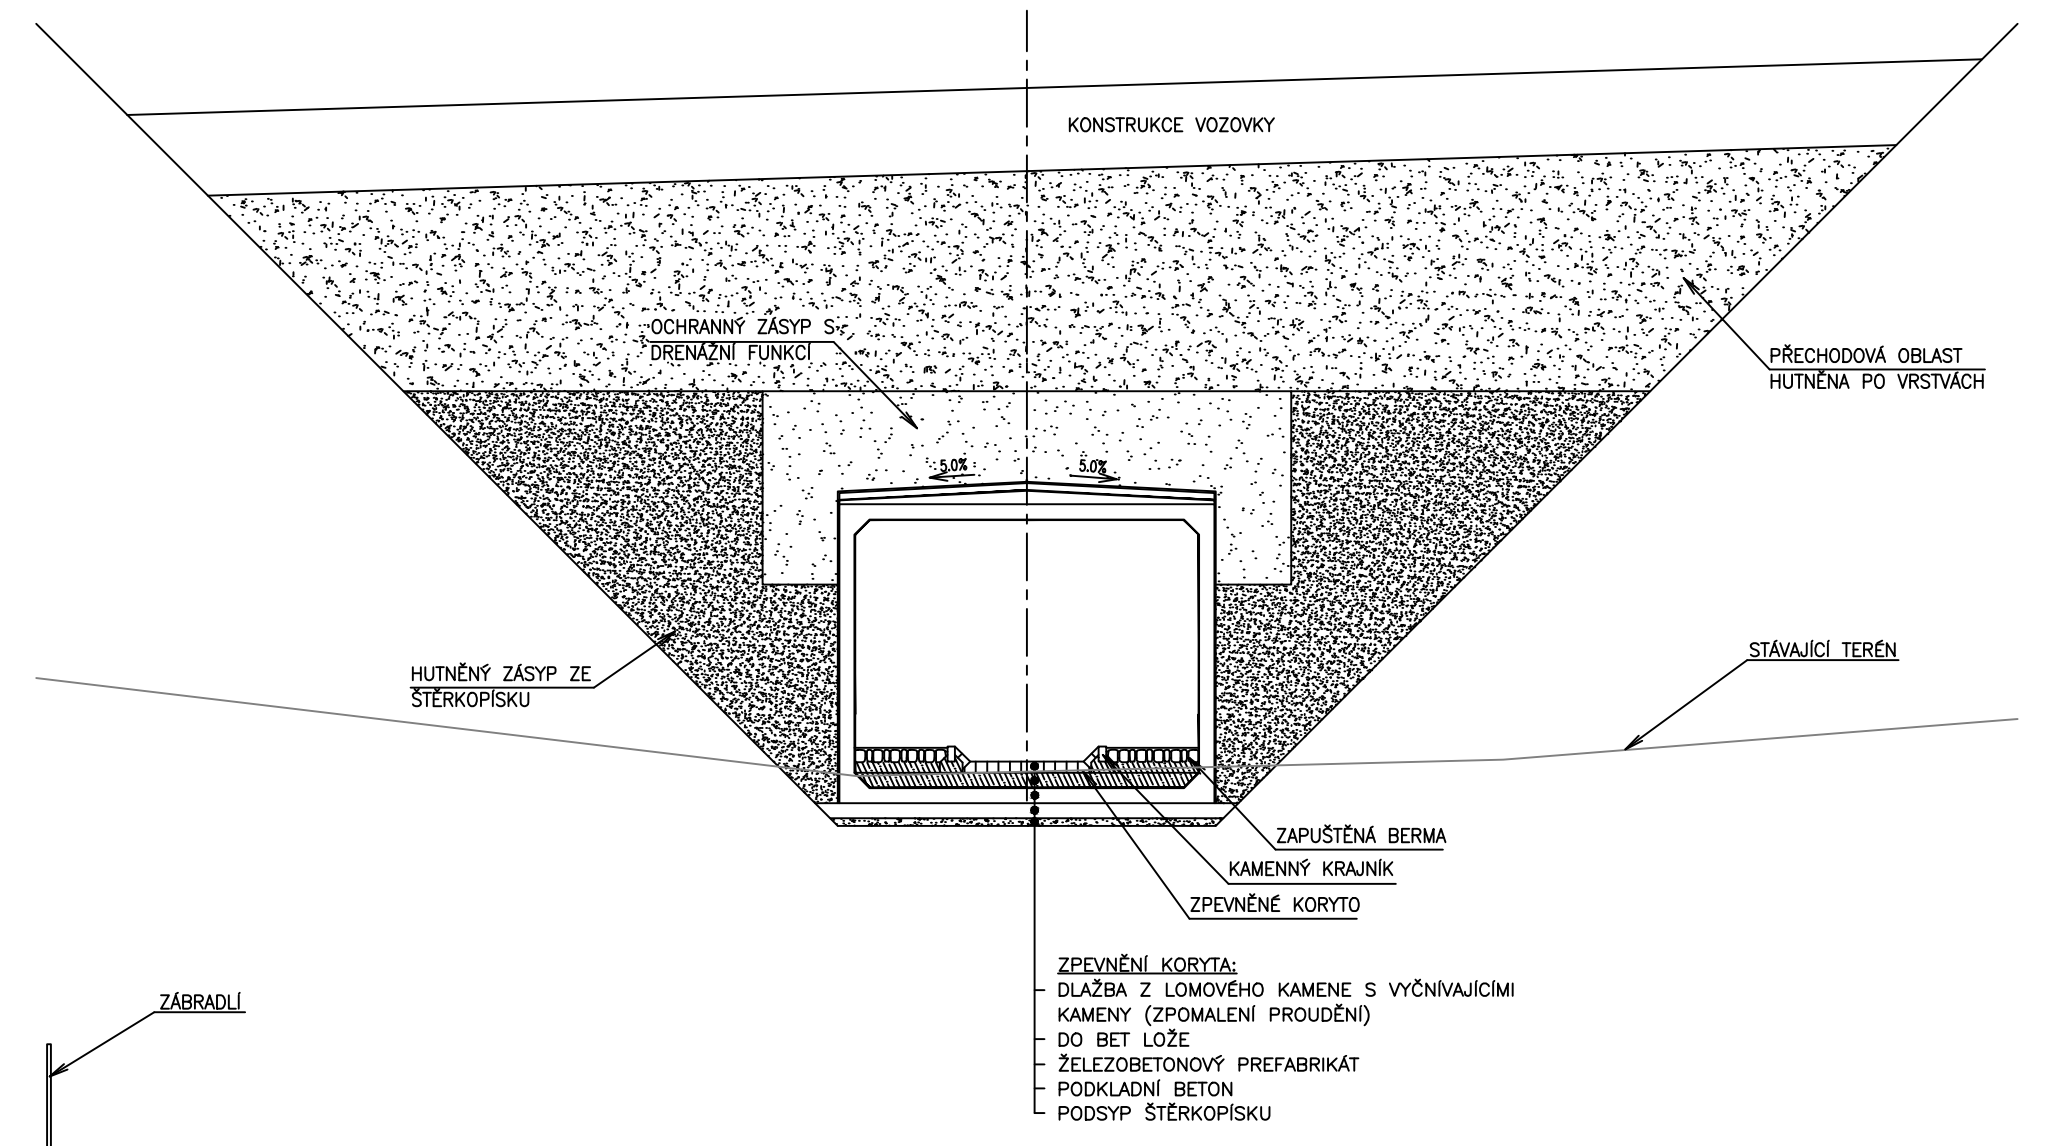 KONSTRUKCE VOZOVKY
OCHRANNÝ ZÁSYP S
DRENÁŽNÍ FUNKCÍ
PŘECHODOVÁ OBLAST
HUTNĚNA PO VRSTVÁCH
5.0%
5.0%
HUTNĚNÝ ZÁSYP ZE
ŠTĚRKOPÍSKU
STÁVAJÍCÍ TERÉN
ZAPUŠTĚNÁ BERMA
KAMENNÝ KRAJNÍK
ZPEVNĚNÉ KORYTO
ZPEVNĚNÍ KORYTA:
DLAŽBA Z LOMOVÉHO KAMENE S VYČNÍVAJÍCÍMI
KAMENY (ZPOMALENÍ PROUDĚNÍ)
DO BET LOŽE
ŽELEZOBETONOVÝ PREFABRIKÁT
PODKLADNÍ BETON
PODSYP ŠTĚRKOPÍSKU
ZÁBRADLÍ